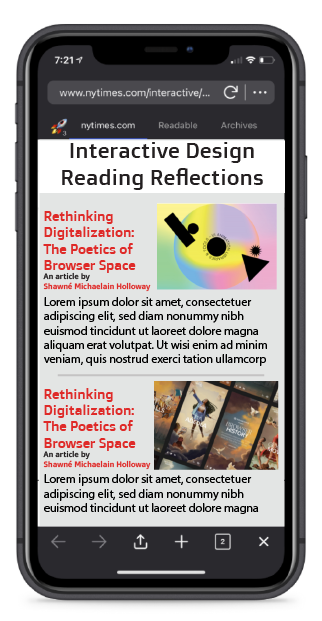 7:21
www.nytimes.com/interactive/...
3
nytimes.com
Readable
Archives
Interactive Design
Reading Reflections
Rethinking
Digitalization:
The Poetics of
Browser Space
An article by
Shawné Michaelain Holloway
Lorem ipsum dolor sit amet, consectetuer
adipiscing elit, sed diam nonummy nibh
euismod tincidunt ut laoreet dolore magna
aliquam erat volutpat. Ut wisi enim ad minim
veniam, quis nostrud exerci tation ullamcorp
Rethinking
Digitalization:
The Poetics of
Browser Space
An article by
Shawné Michaelain Holloway
HISTORY
Lorem ipsum dolor sit amet, consectetuer
adipiscing elit, sed diam nonummy nibh
euismod tincidunt ut laoreet dolore magna
2